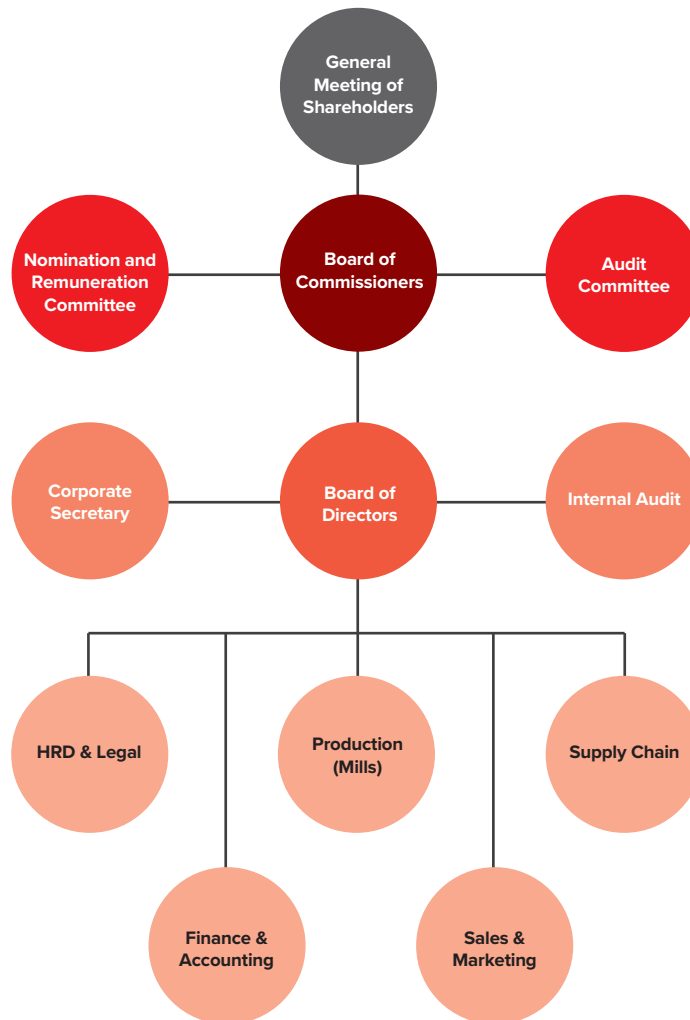 General
Meeting of
Shareholders
Nomination and
Remuneration
Committee
Board of
Commissioners
Audit
Committee
Corporate
Secretary
Board of
Directors
Internal Audit
HRD & Legal
Production
(Mills)
Supply Chain
Finance &
Accounting
Sales &
Marketing